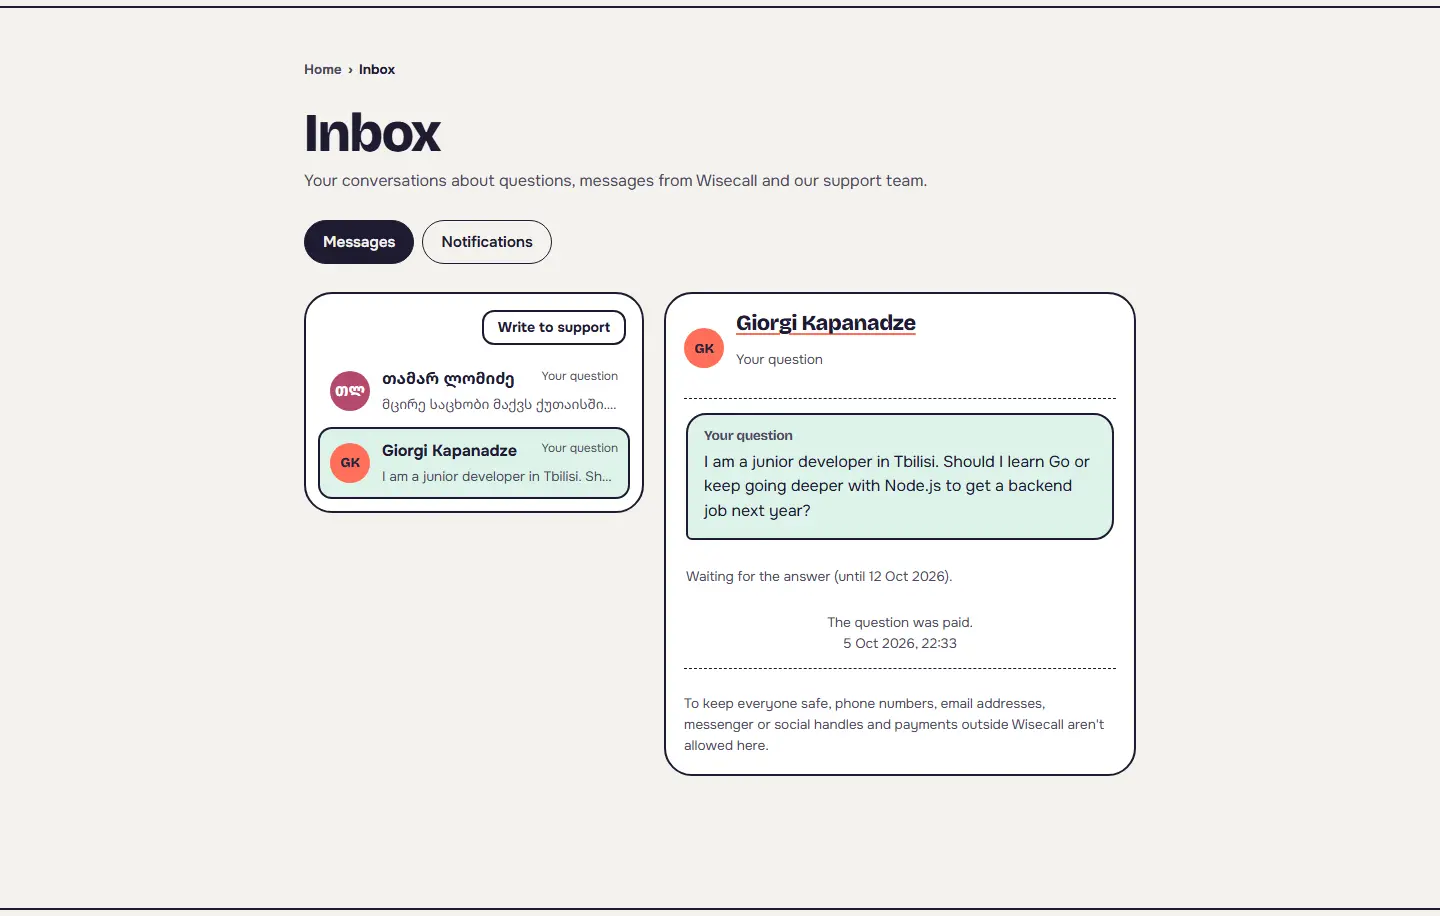 Home › Inbox
Inbox
Your conversations about questions, messages from Wisecall and our support team.
Messages
Notifications
Write to support
თლ
თამარ ლომიძე
Your question
მცირე საცხობი მაქვს ქუთაისში....
GK
Giorgi Kapanadze
Your question
I am a junior developer in Tbilisi. Sh...
GK
Giorgi Kapanadze
Your question
Your question
I am a junior developer in Tbilisi. Should I learn Go or
keep going deeper with Node.js to get a backend
job next year?
Waiting for the answer (until 12 Oct 2026).
The question was paid.
5 Oct 2026, 22:33
To keep everyone safe, phone numbers, email addresses,
messenger or social handles and payments outside Wisecall aren't
allowed here.